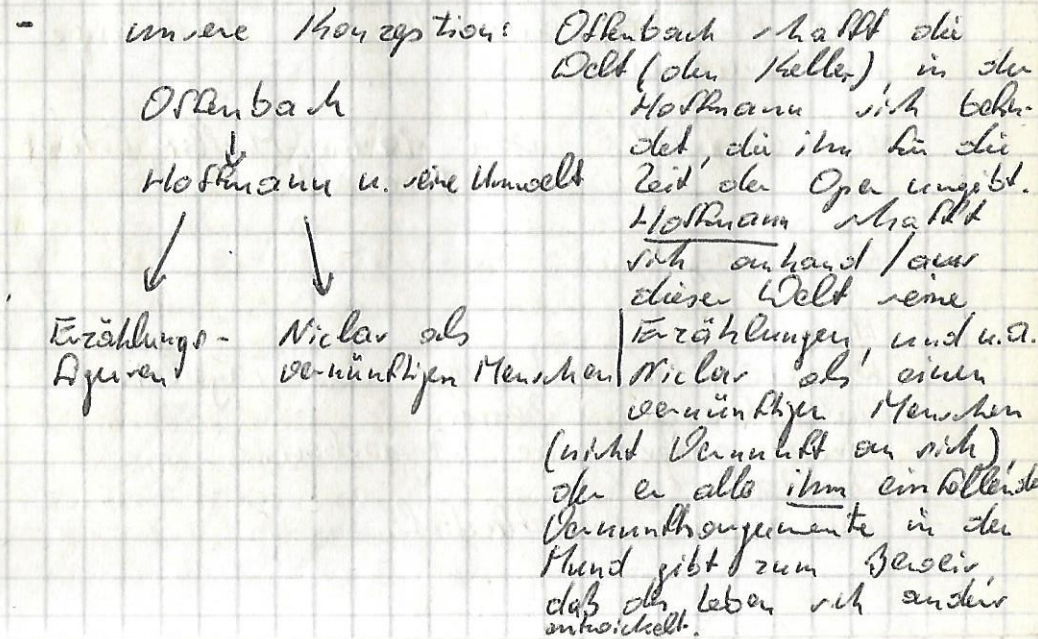 - unsere Konzeption:
Offenbach
↓
Hoffmann u. seine Umwelt
Erzählungs-
figuren
Niclas als
vernünftigen Menschen
Offenbach schafft die
Welt (den Keller), in der
Hoffmann sich befin-
det, die ihn für die
Zeit der Oper umgibt.
Hoffmann schafft
sich anhand / aus
dieser Welt seine
Erzählungen, und u.a.
Niclas als einen
vernünftigen Menschen
(nicht Vernunft an sich),
der er alle ihm einfallende
Vernunftargumente in den
Mund gibt zum Beweis,
daß das Leben sich anders
entwickelt.